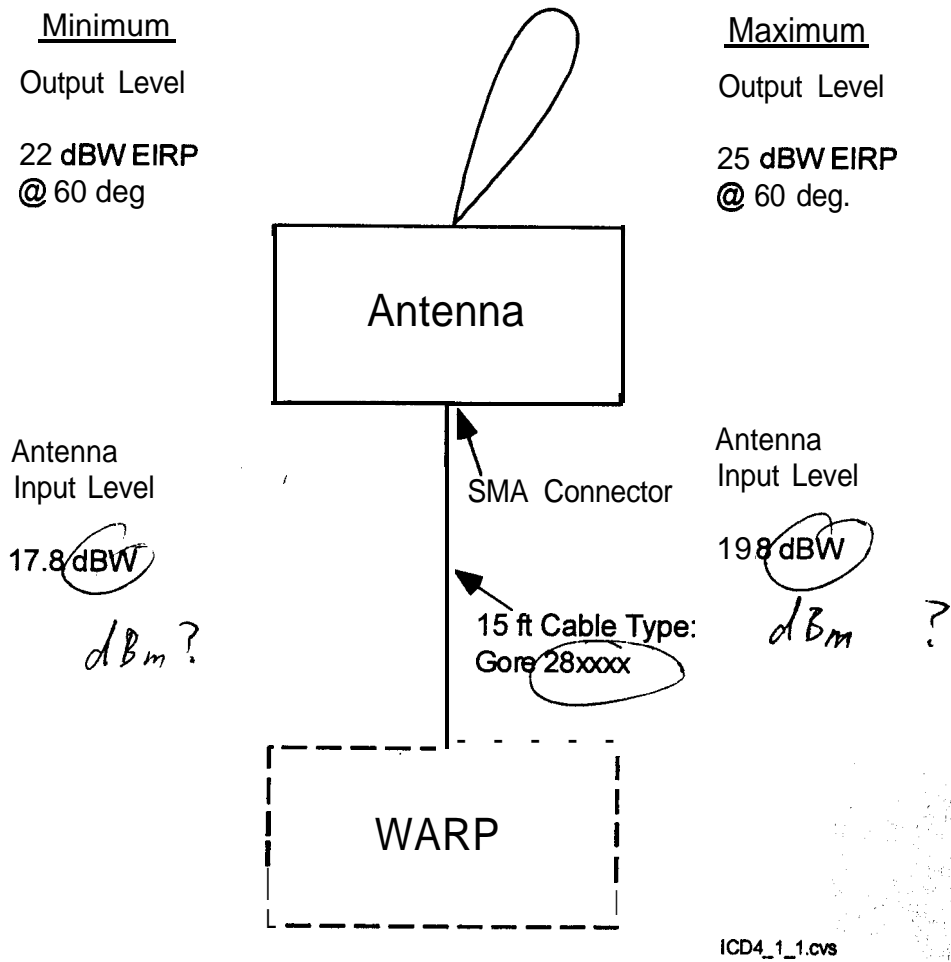 Minimum
Output Level
22 dBW EIRP
@ 60 deg
Maximum
Output Level
25 dBW EIRP
@ 60 deg.
Antenna
Antenna
Input Level
17.8 dBW
dBm ?
SMA Connector
Antenna
Input Level
198 dBW
dBm ?
15 ft Cable Type:
Gore 28xxxx
WARP
ICD4_1_1.cvs